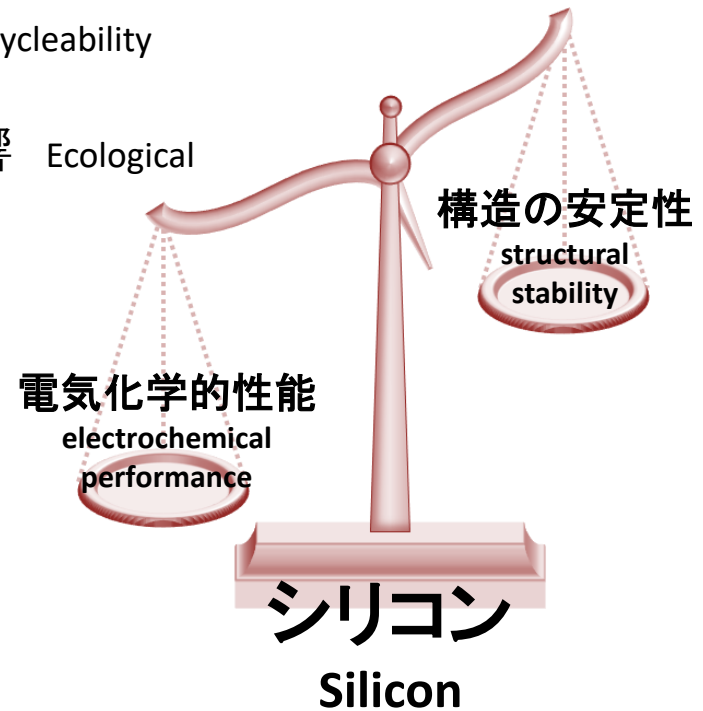 ycleability
響 Ecological
構造の安定性
structural
stability
電気化学的性能
electrochemical
performance
シリコン
Silicon